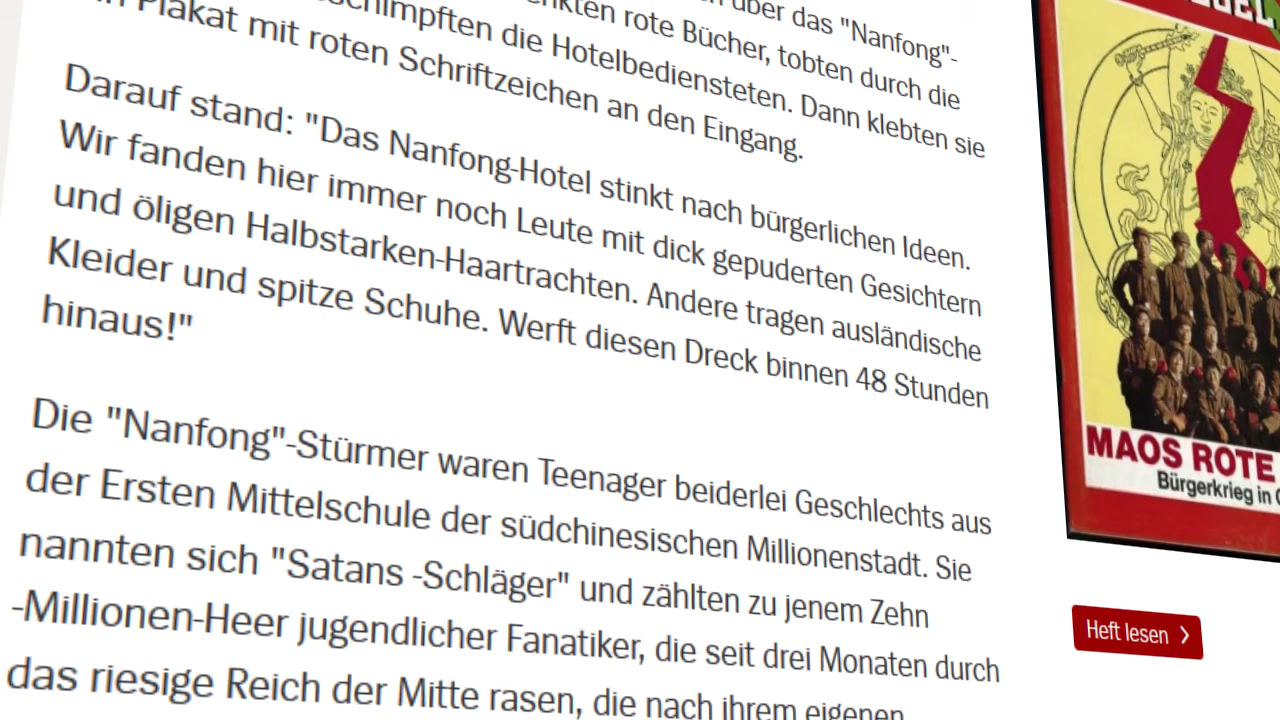 über das "Nanfong"-
rote Bücher, tobten durch die
die Hotelbediensteten. Dann klebten sie
Plakat mit roten Schriftzeichen an den Eingang.
Darauf stand: "Das Nanfong-Hotel stinkt nach bürgerlichen Ideen.
Wir fanden hier immer noch Leute mit dick gepuderten Gesichtern
und öligen Halbstarken-Haartrachten. Andere tragen ausländische
Kleider und spitze Schuhe. Werft diesen Dreck binnen 48 Stunden
hinaus!"
Die "Nanfong"-Stürmer waren Teenager beiderlei Geschlechts aus
der Ersten Mittelschule der südchinesischen Millionenstadt. Sie
nannten sich "Satans -Schläger" und zählten zu jenem Zehn
-Millionen-Heer jugendlicher Fanatiker, die seit drei Monaten durch
das riesige Reich der Mitte rasen, die nach ihrem eigenen
MAOS ROTE
Bürgerkrieg in
Heft lesen